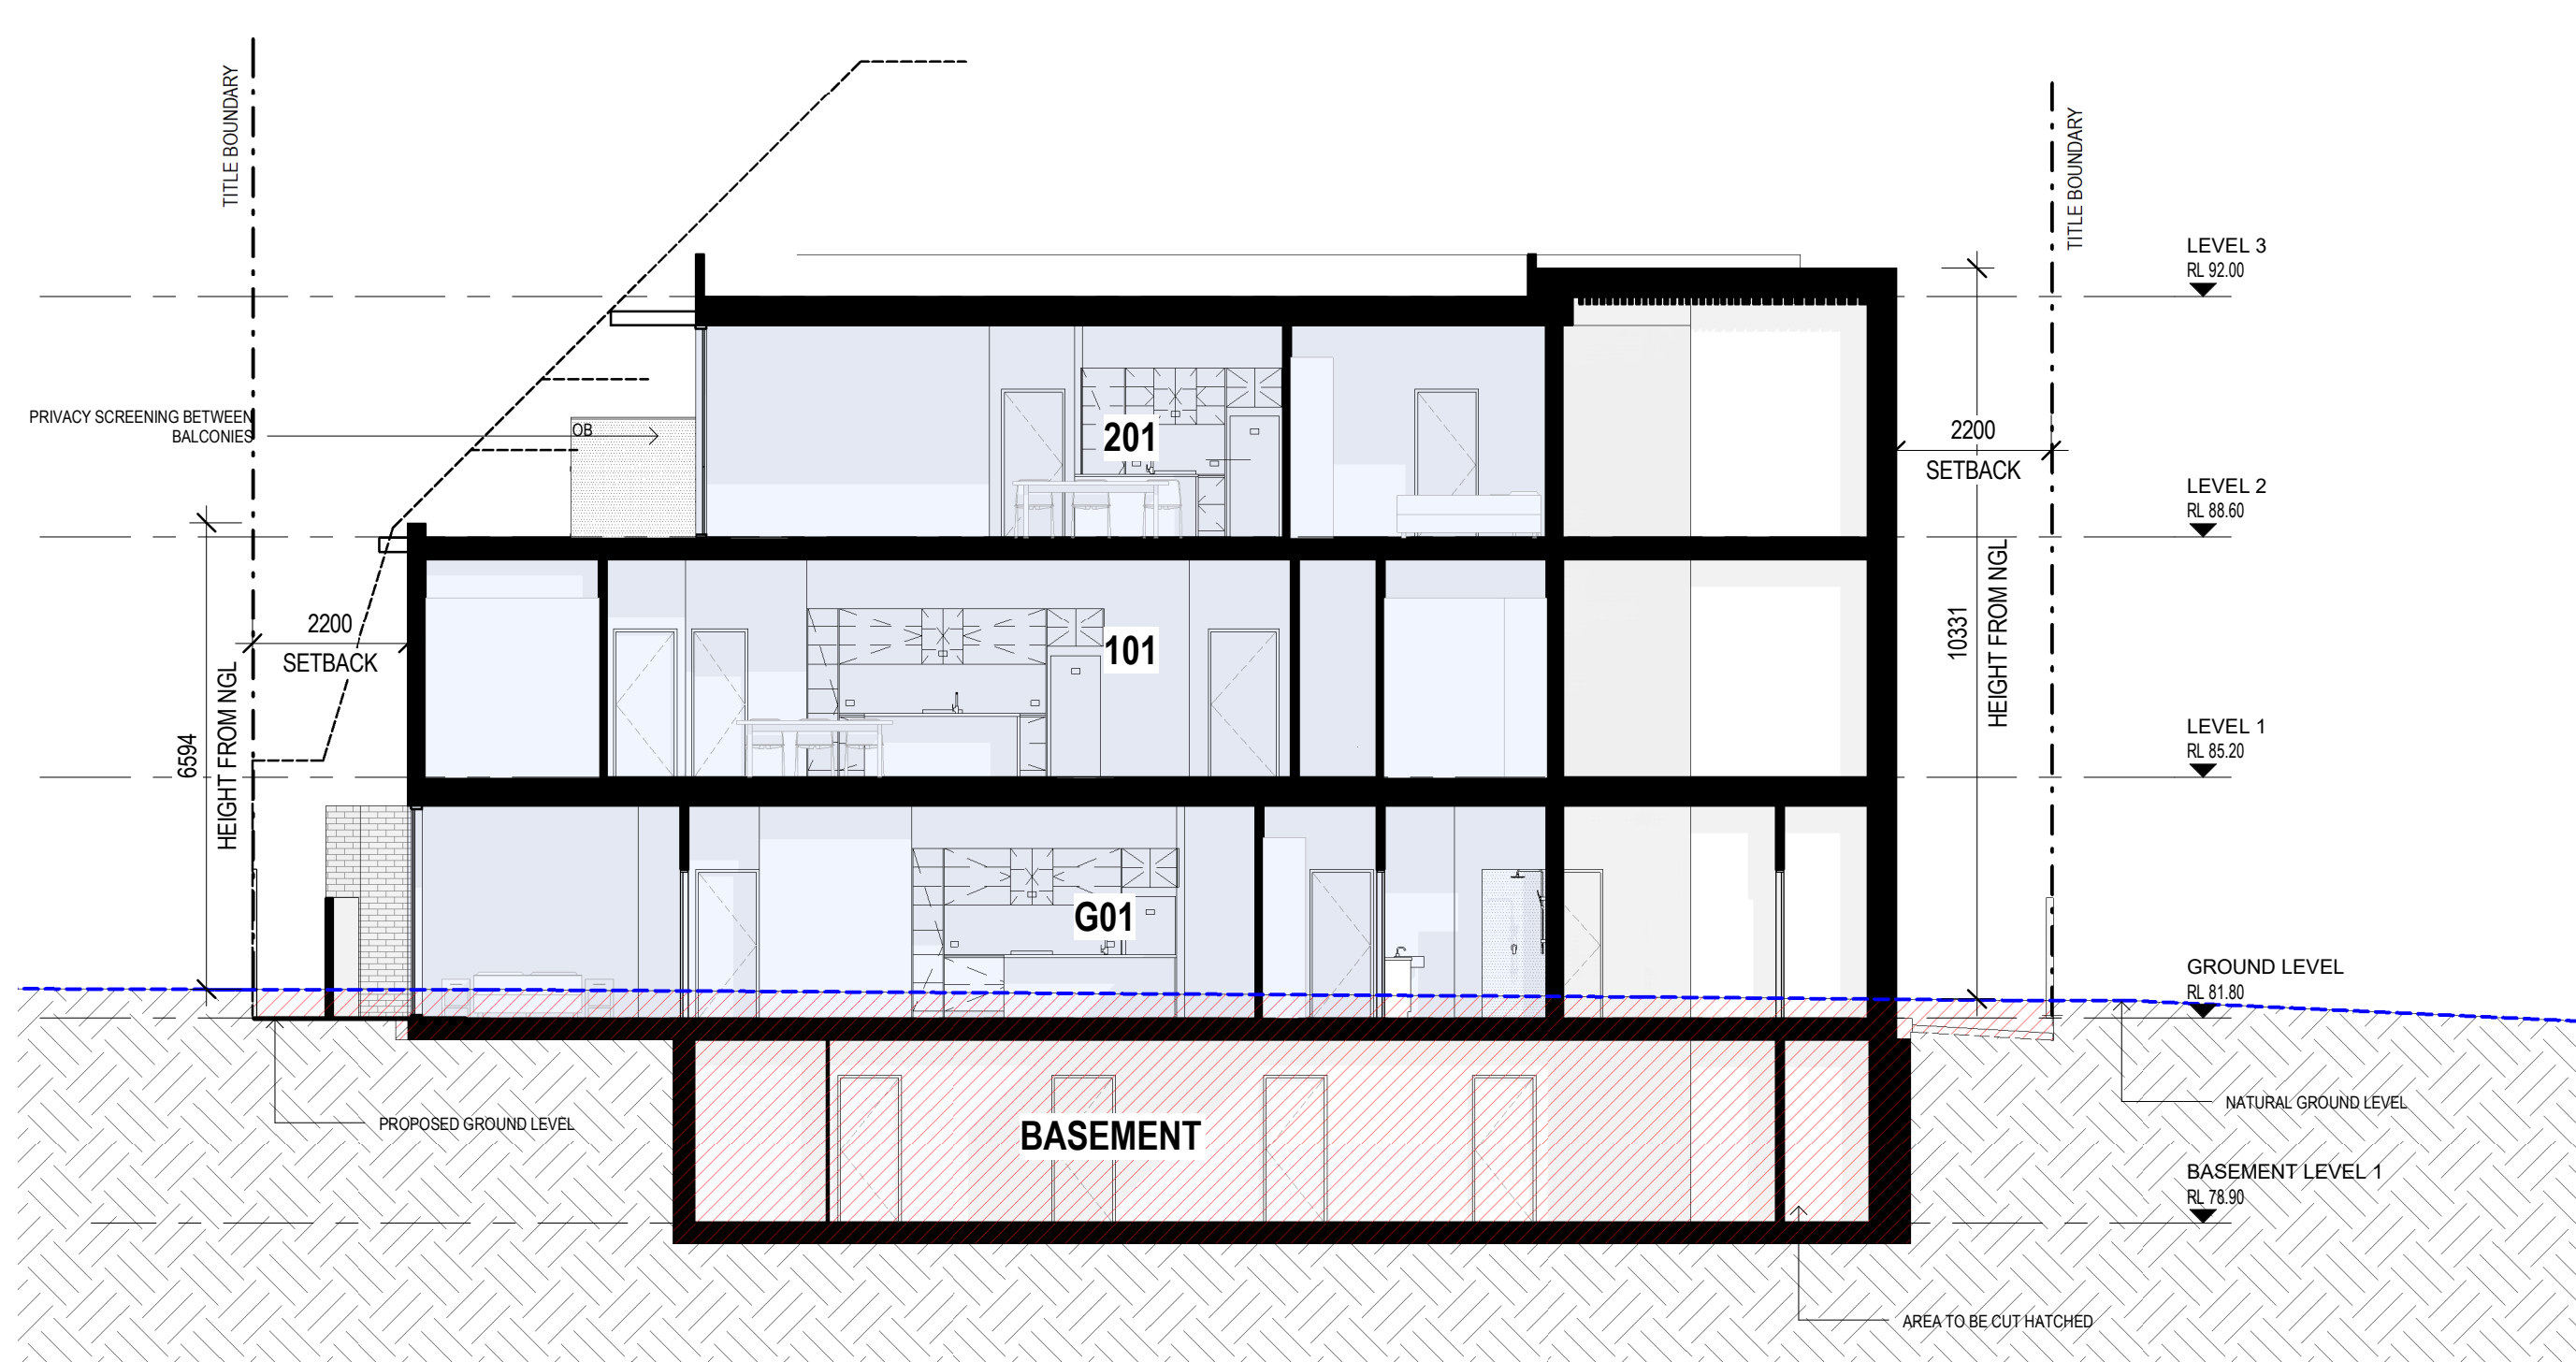 TITLE BOUNDARY
TITLE BOUNDARY
LEVEL 3
RL 92.00
PRIVACY SCREENING BETWEEN
BALCONIES
OB
201
2200
SETBACK
LEVEL 2
RL 88.60
2200
SETBACK
101
10331
HEIGHT FROM NGL
6594
HEIGHT FROM NGL
LEVEL 1
RL 85.20
G01
GROUND LEVEL
RL 81.80
PROPOSED GROUND LEVEL
BASEMENT
NATURAL GROUND LEVEL
BASEMENT LEVEL 1
RL 78.90
AREA TO BE CUT HATCHED